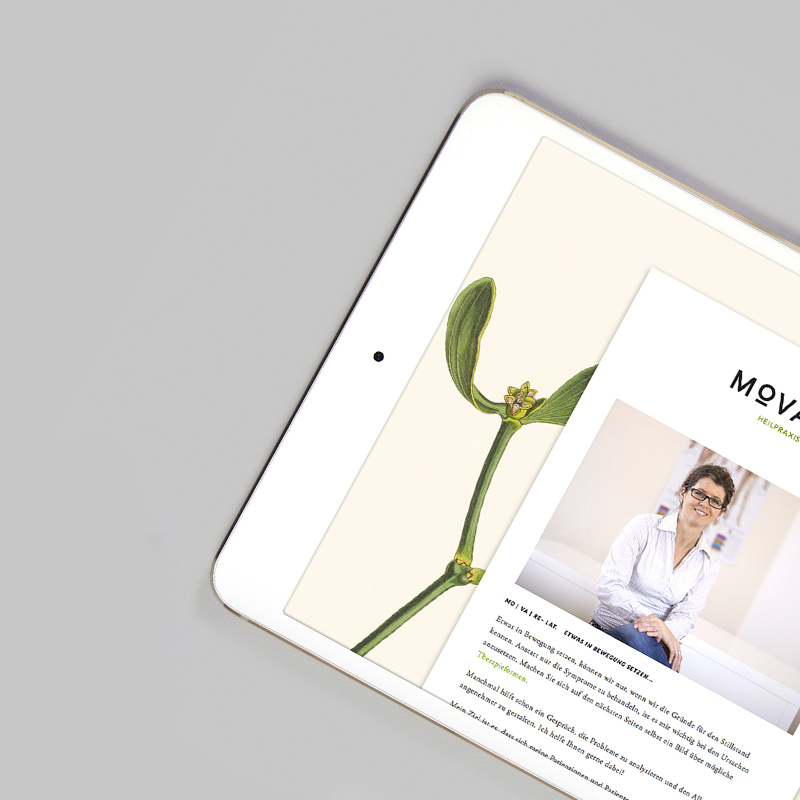 MOVA
HEILPRAXIS
MO | VA | RE- LAT. ETWAS IN BEWEGUNG SETZEN...
Etwas in Bewegung setzen, können wir nur, wenn wir die Gründe für den Stillstand
kennen. Anstatt nur die Symptome zu behandeln, ist es mir wichtig bei den Ursachen
anzusetzen. Machen Sie sich auf den nächsten Seiten selbst ein Bild über mögliche
Therapieformen.
Manchmal hilft schon ein Gespräch, die Probleme zu analysieren und den All
angenehmer zu gestalten. Ich helfe Ihnen gerne dabei!
Mein Ziel ist es, dass sich meine Patientinnen und Patiente